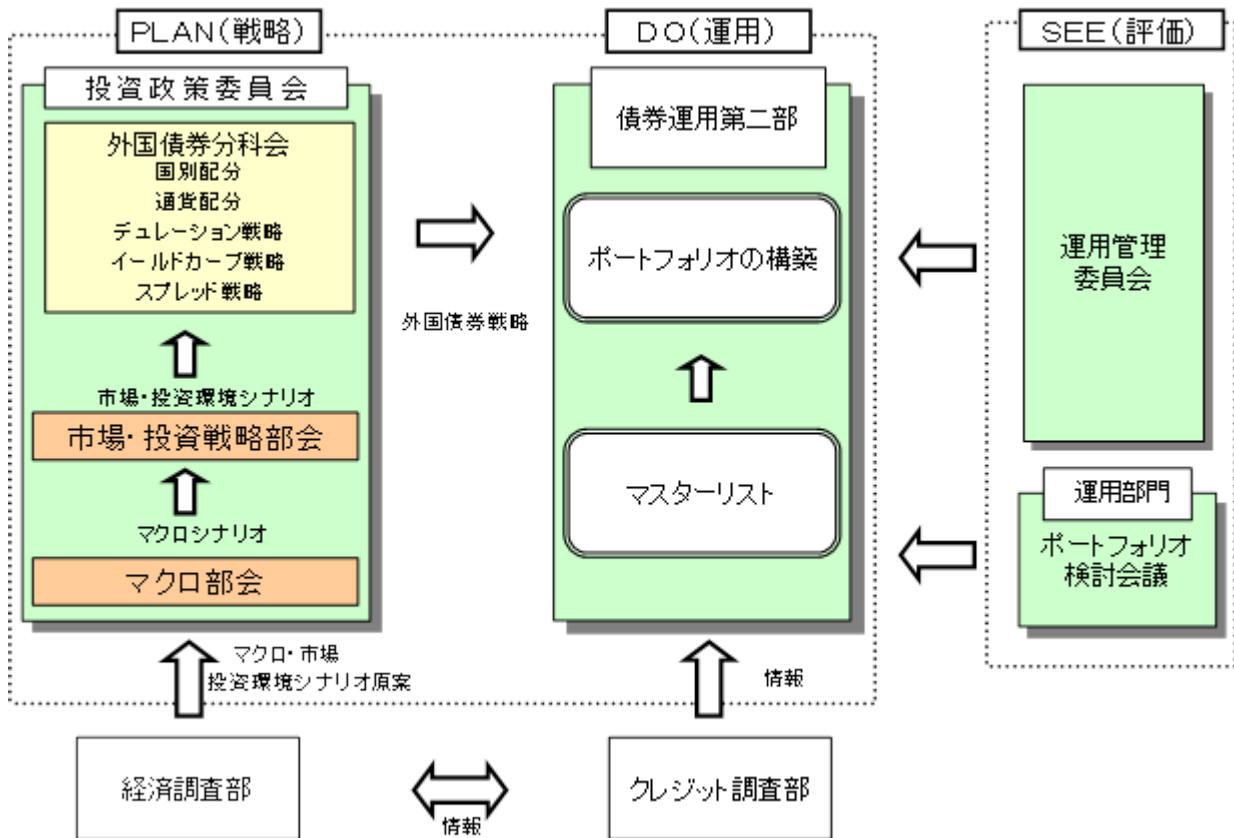 PLAN(戦略)
投資政策委員会
外国債券分科会
国別配分
通貨配分
デュレーション戦略
イールドカーブ戦略
スプレッド戦略
市場・投資環境シナリオ
市場・投資戦略部会
マクロシナリオ
マクロ部会
マクロ・市場
投資環境シナリオ原案
経済調査部
外国債券戦略
情報
DO(運用)
債券運用第二部
ポートフォリオの構築
マスターリスト
情報
クレジット調査部
SEE(評価)
運用管理
委員会
運用部門
ポートフォリオ
検討会議